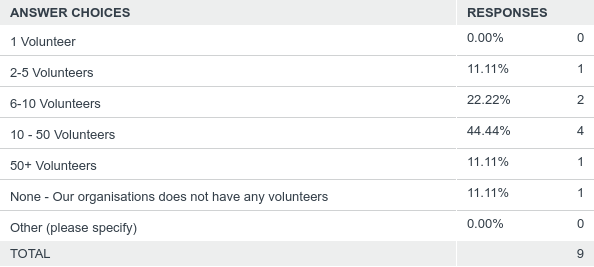 ANSWER CHOICES RESPONSES
1 Volunteer 0.00% 0
2-5 Volunteers 11.11% 1
6-10 Volunteers 22.22% 2
10 - 50 Volunteers 44.44% 4
50+ Volunteers 11.11% 1
None - Our organisations does not have any volunteers 11.11% 1
Other (please specify) 0.00% 0
TOTAL 9